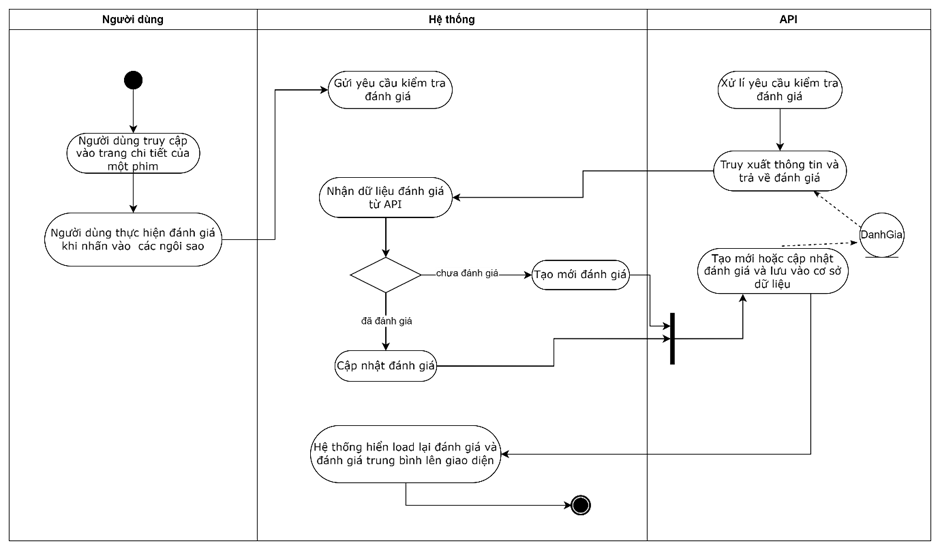 Người dùng
Hệ thống
API
Gửi yêu cầu kiểm tra
đánh giá
Xử lí yêu cầu kiểm tra
đánh giá
Người dùng truy cập
vào trang chi tiết của
một phim
Truy xuất thông tin và
trả về đánh giá
Nhận dữ liệu đánh giá
từ API
Người dùng thực hiện đánh giá
khi nhấn vào các ngôi sao
DanhGia
Tạo mới hoặc cập nhật
đánh giá và lưu vào cơ sở
dữ liệu
chưa đánh giá
Tạo mới đánh giá
đã đánh giá
Cập nhật đánh giá
Hệ thống hiển load lại đánh giá và
đánh giá trung bình lên giao diện